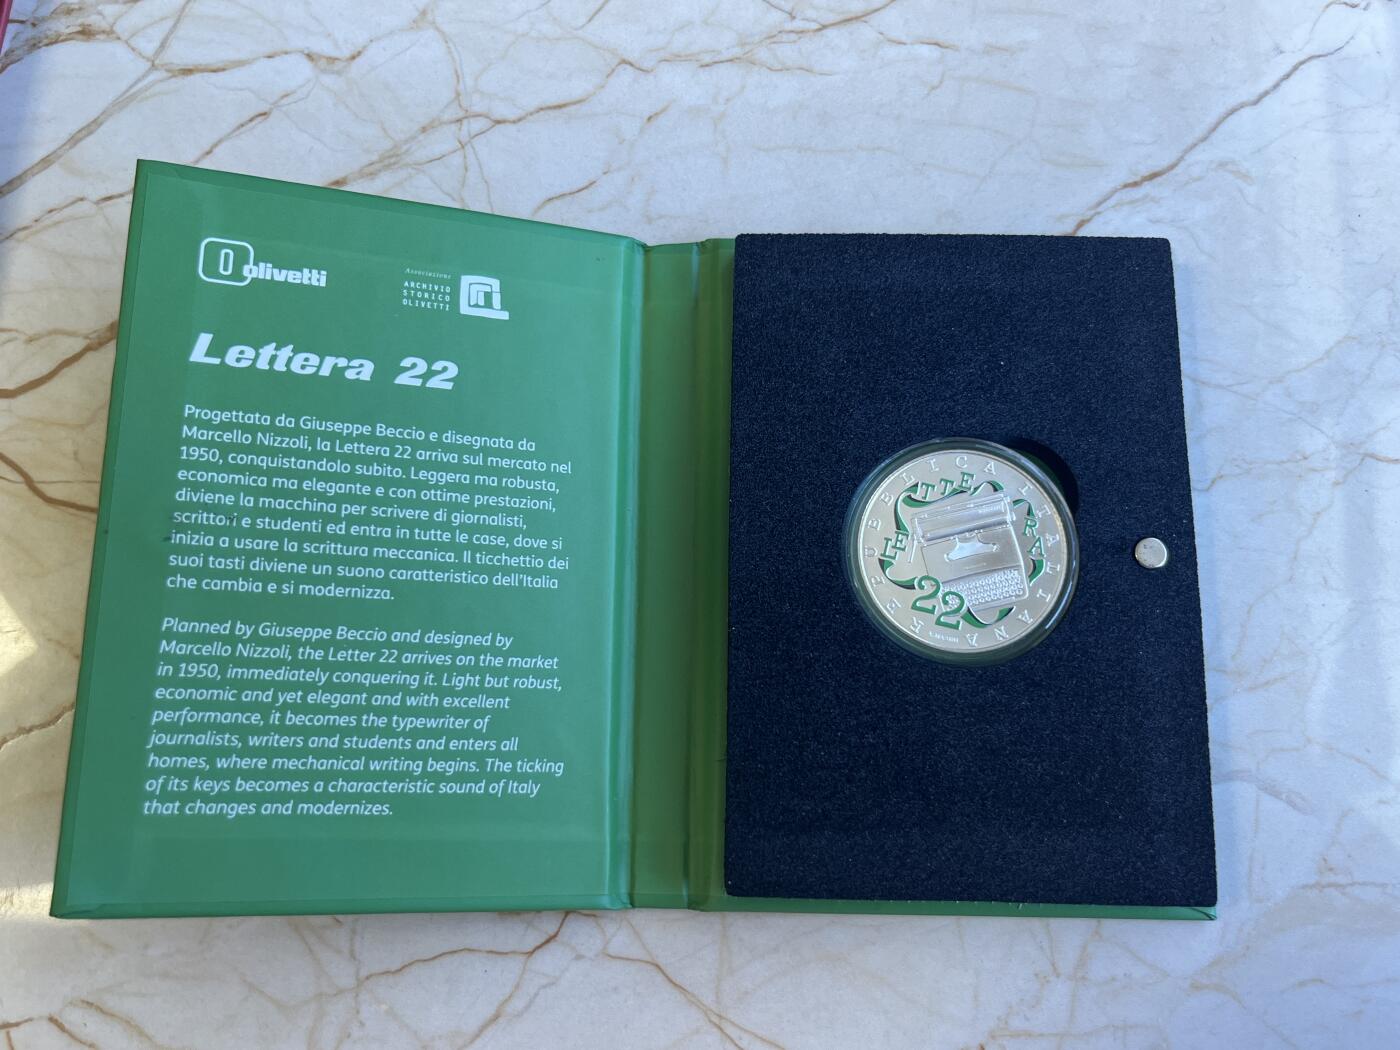 olivetti
Associazione
ARCHIVIO
STORICO
OLIVETTI
Lettera 22
Progettata da Giuseppe Beccio e disegnata da
Marcello Nizzoli, la Lettera 22 arriva sul mercato nel
1950, conquistandolo subito. Leggera ma robusta,
economica ma elegante e con ottime prestazioni,
diviene la macchina per scrivere di giornalisti,
scrittori e studenti ed entra in tutte le case, dove si
inizia a usare la scrittura meccanica. Il ticchettio dei
suoi tasti diviene un suono caratteristico dell'Italia
che cambia e si modernizza.
Planned by Giuseppe Beccio and designed by
Marcello Nizzoli, the Letter 22 arrives on the market
in 1950, immediately conquering it. Light but robust,
economic and yet elegant and with excellent
performance, it becomes the typewriter of
journalists, writers and students and enters all
homes, where mechanical writing begins. The ticking
of its keys becomes a characteristic sound of Italy
that changes and modernizes.
REPUBBLICA ITALIANA
LETTERA
22